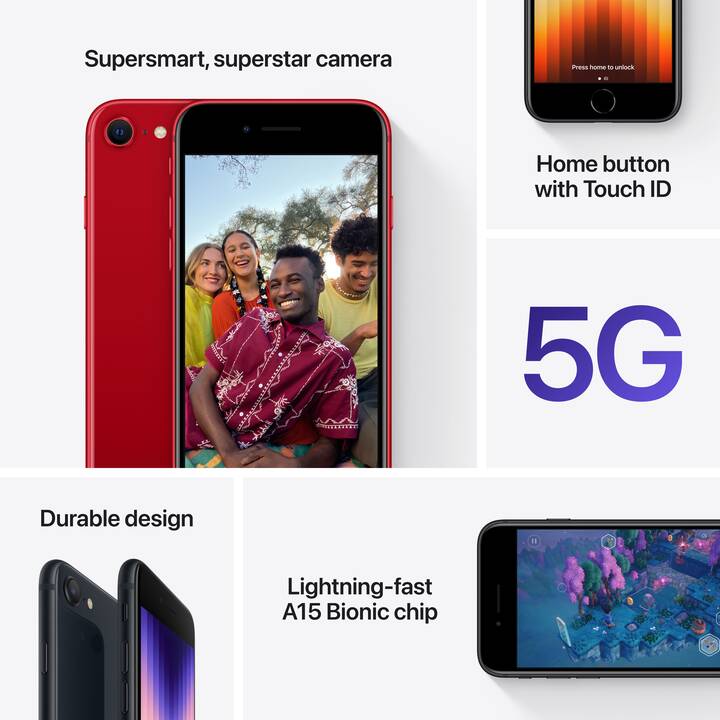 Supersmart, superstar camera
Press home to unlock
Home button
with Touch ID
5G
Durable design
Lightning-fast
A15 Bionic chip